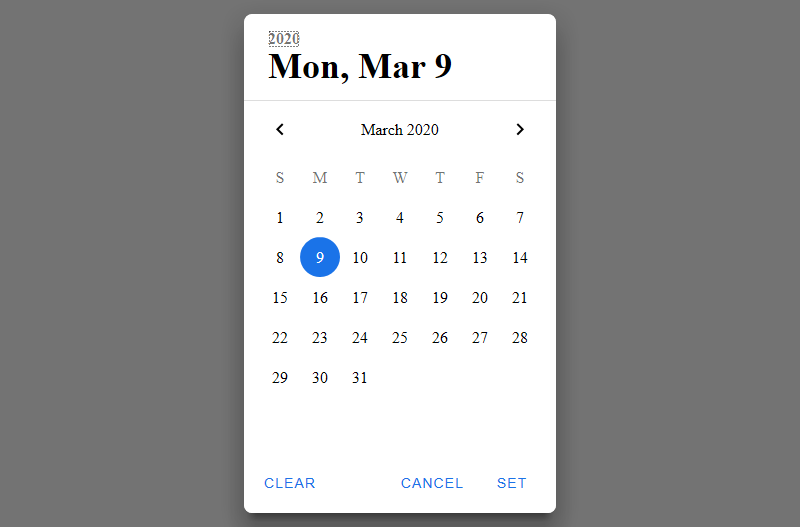 2020
Mon, Mar 9
March 2020
S M T W T F S
1 2 3 4 5 6 7
8 9 10 11 12 13 14
15 16 17 18 19 20 21
22 23 24 25 26 27 28
29 30 31
CLEAR CANCEL SET